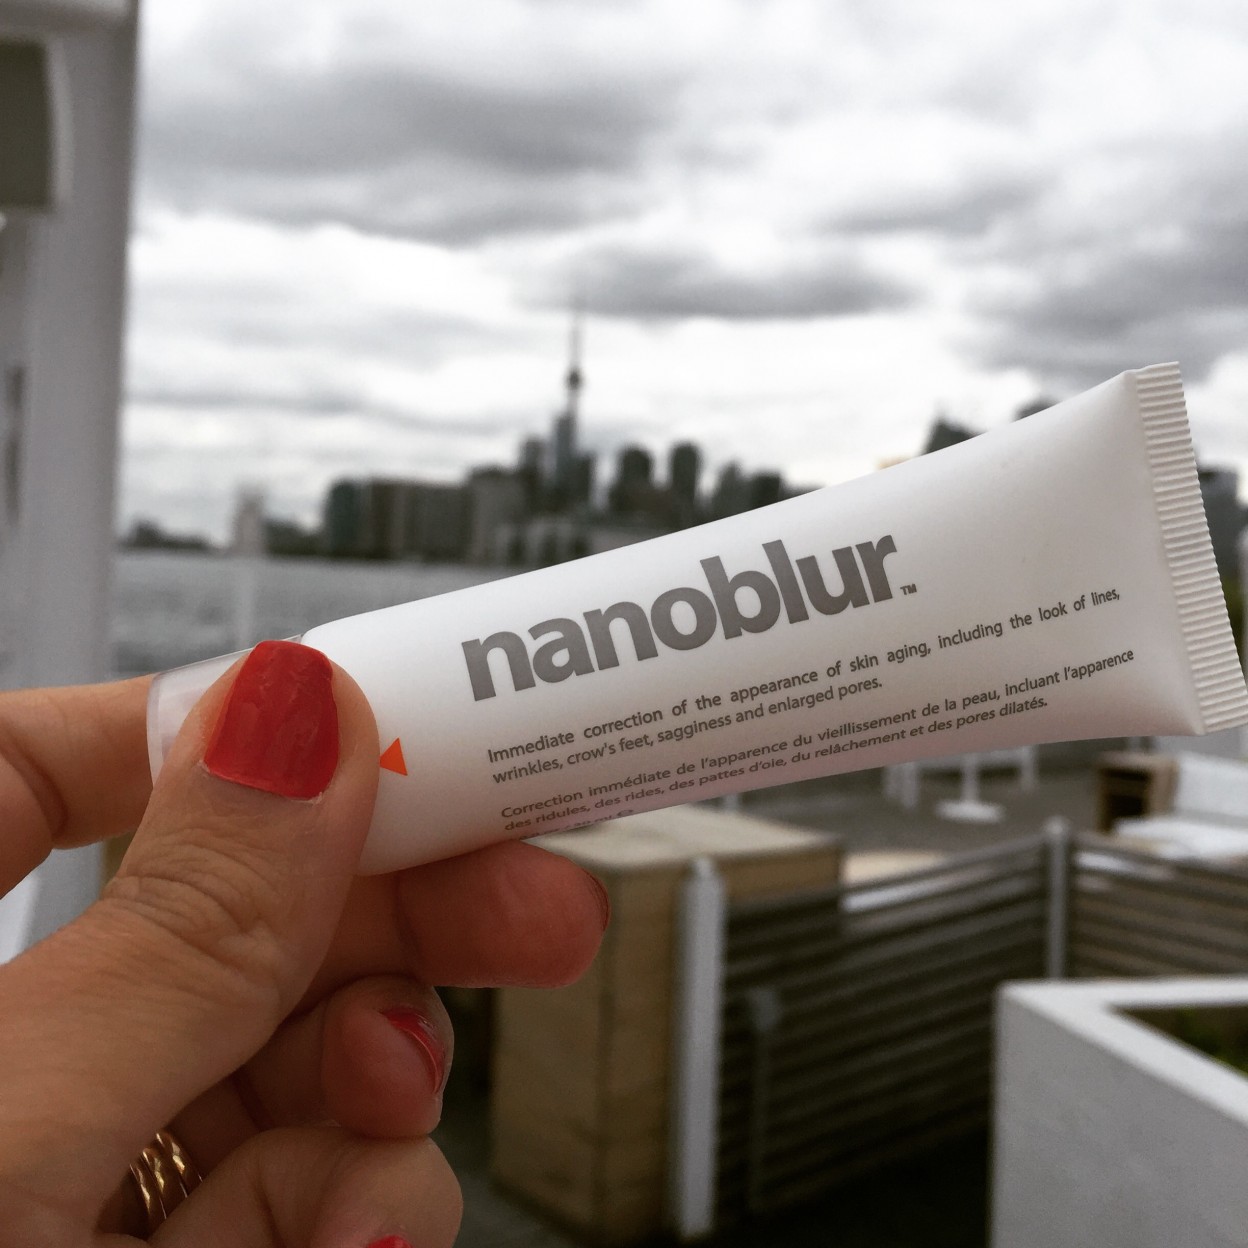 nanoblur™
Immediate correction of the appearance of skin aging, including the look of lines,
wrinkles, crow's feet, sagginess and enlarged pores.
Correction immédiate de l'apparence du vieillissement de la peau, incluant l'apparence
des ridules, des rides, des pattes d'oie, du relâchement et des pores dilatés.